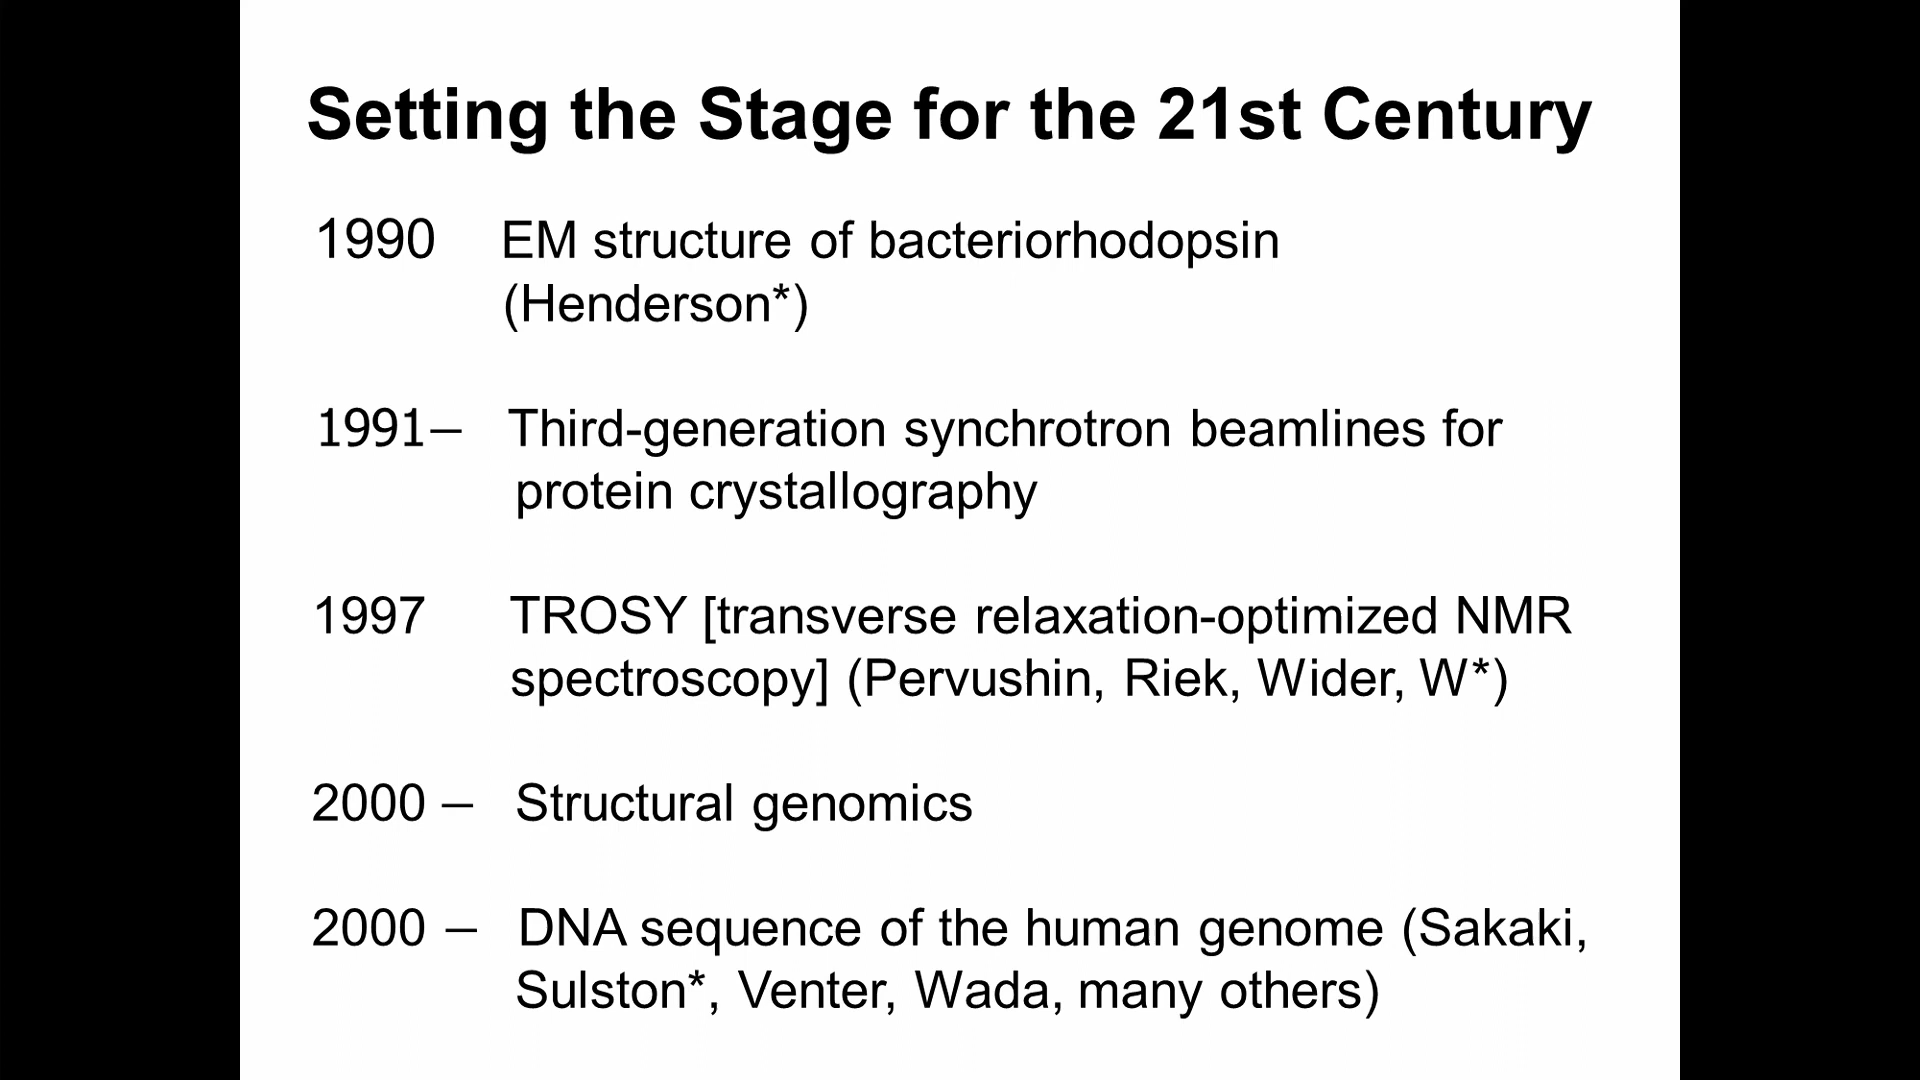 Setting the Stage for the 21st Century
1990 EM structure of bacteriorhodopsin
(Henderson*)
1991– Third-generation synchrotron beamlines for
protein crystallography
1997 TROSY [transverse relaxation-optimized NMR
spectroscopy] (Pervushin, Riek, Wider, W*)
2000 – Structural genomics
2000 – DNA sequence of the human genome (Sakaki,
Sulston*, Venter, Wada, many others)